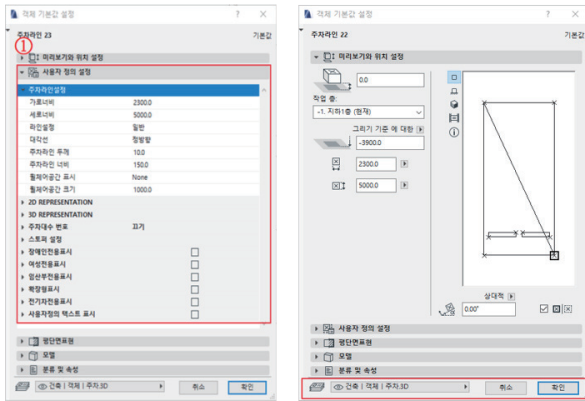 객체 기본값 설정
? ×
주차라인 23
기본값
①
미리보기와 위치 설정
사용자 정의 설정
주차라인설정
가로너비 2300.0
세로너비 5000.0
라인설정 일반
대각선 정방향
주차라인 두께 10.0
주차라인 너비 150.0
휠체어공간 표시 None
휠체어공간 크기 1000.0
2D REPRESENTATION
3D REPRESENTATION
주차대수 번호 끄기
스토퍼 설정
장애인전용표시
여성전용표시
임산부전용표시
확장형표시
전기차전용표시
사용자정의 텍스트 표시
평단면표현
모델
분류 및 속성
건축 | 객체 | 주차.3D
취소
확인
객체 기본값 설정
? ×
주차라인 22
기본값
미리보기와 위치 설정
0.0
작업 층:
-1. 지하1층 (현재)
그리기 기준 에 대한
-3900.0
2300.0
5000.0
상대적
0.00°
사용자 정의 설정
평단면표현
모델
분류 및 속성
건축 | 객체 | 주차.3D
취소
확인